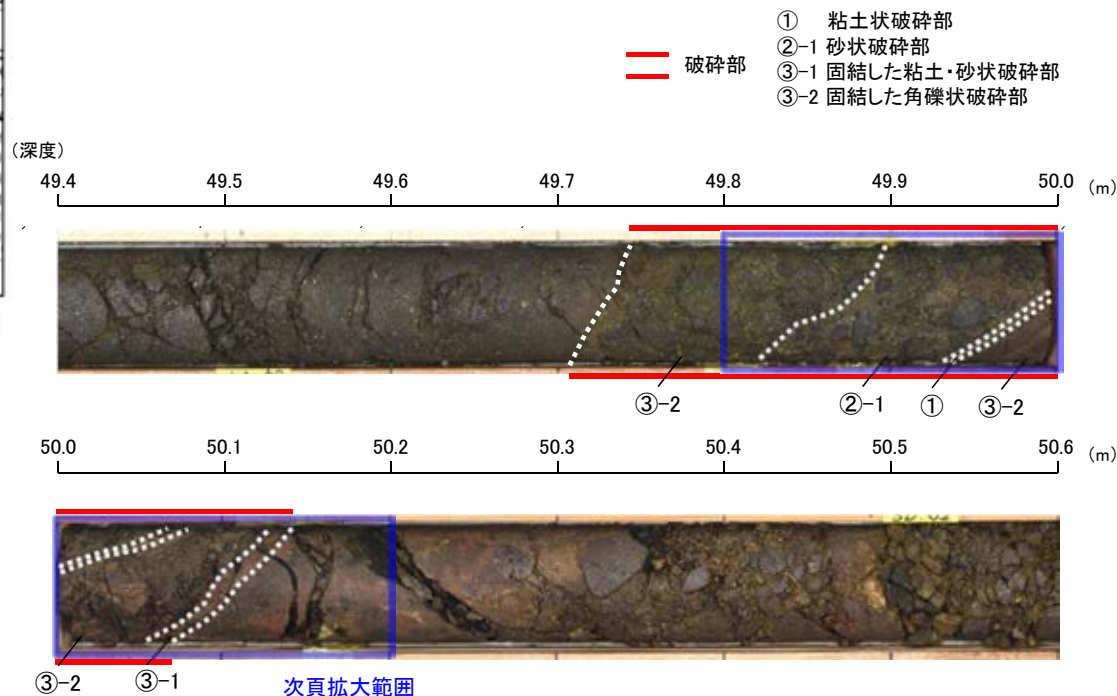 ① 粘土状破砕部
②-1 砂状破砕部
破砕部
③-1 固結した粘土・砂状破砕部
③-2 固結した角礫状破砕部
(深度)
49.4 49.5 49.6 49.7 49.8 49.9 50.0 (m)
③-2 ②-1 ① ③-2
50.0 50.1 50.2 50.3 50.4 50.5 50.6 (m)
③-2 ③-1
次頁拡大範囲